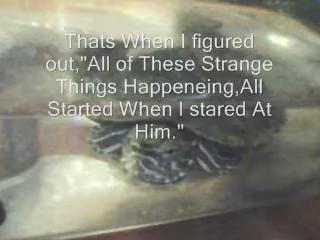 Thats When I figured
out,"All of These Strange
Things Happeneing,All
Started When I stared At
Him."